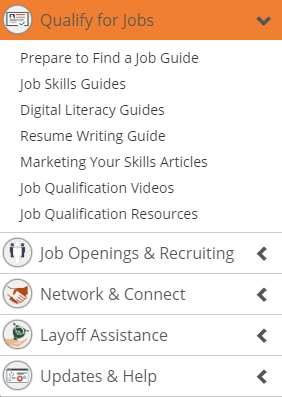 Qualify for Jobs
Prepare to Find a Job Guide
Job Skills Guides
Digital Literacy Guides
Resume Writing Guide
Marketing Your Skills Articles
Job Qualification Videos
Job Qualification Resources
Job Openings & Recruiting
Network & Connect
Layoff Assistance
Updates & Help